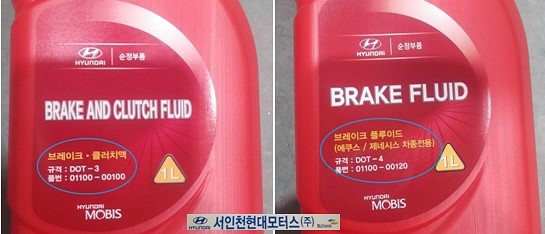 HYUNDAI 순정부품
BRAKE AND CLUTCH FLUID
브레이크·클러치액
규격 : DOT-3
품번 : 01100-00100
1L
HYUNDAI
MOBIS
HYUNDAI 순정부품
BRAKE FLUID
브레이크 플루이드
(에쿠스 / 제네시스 차종전용)
규격 : DOT-4
품번 : 01100-00120
1L
HYUNDAI
MOBIS
HYUNDAI 서인천현대모터스(주)